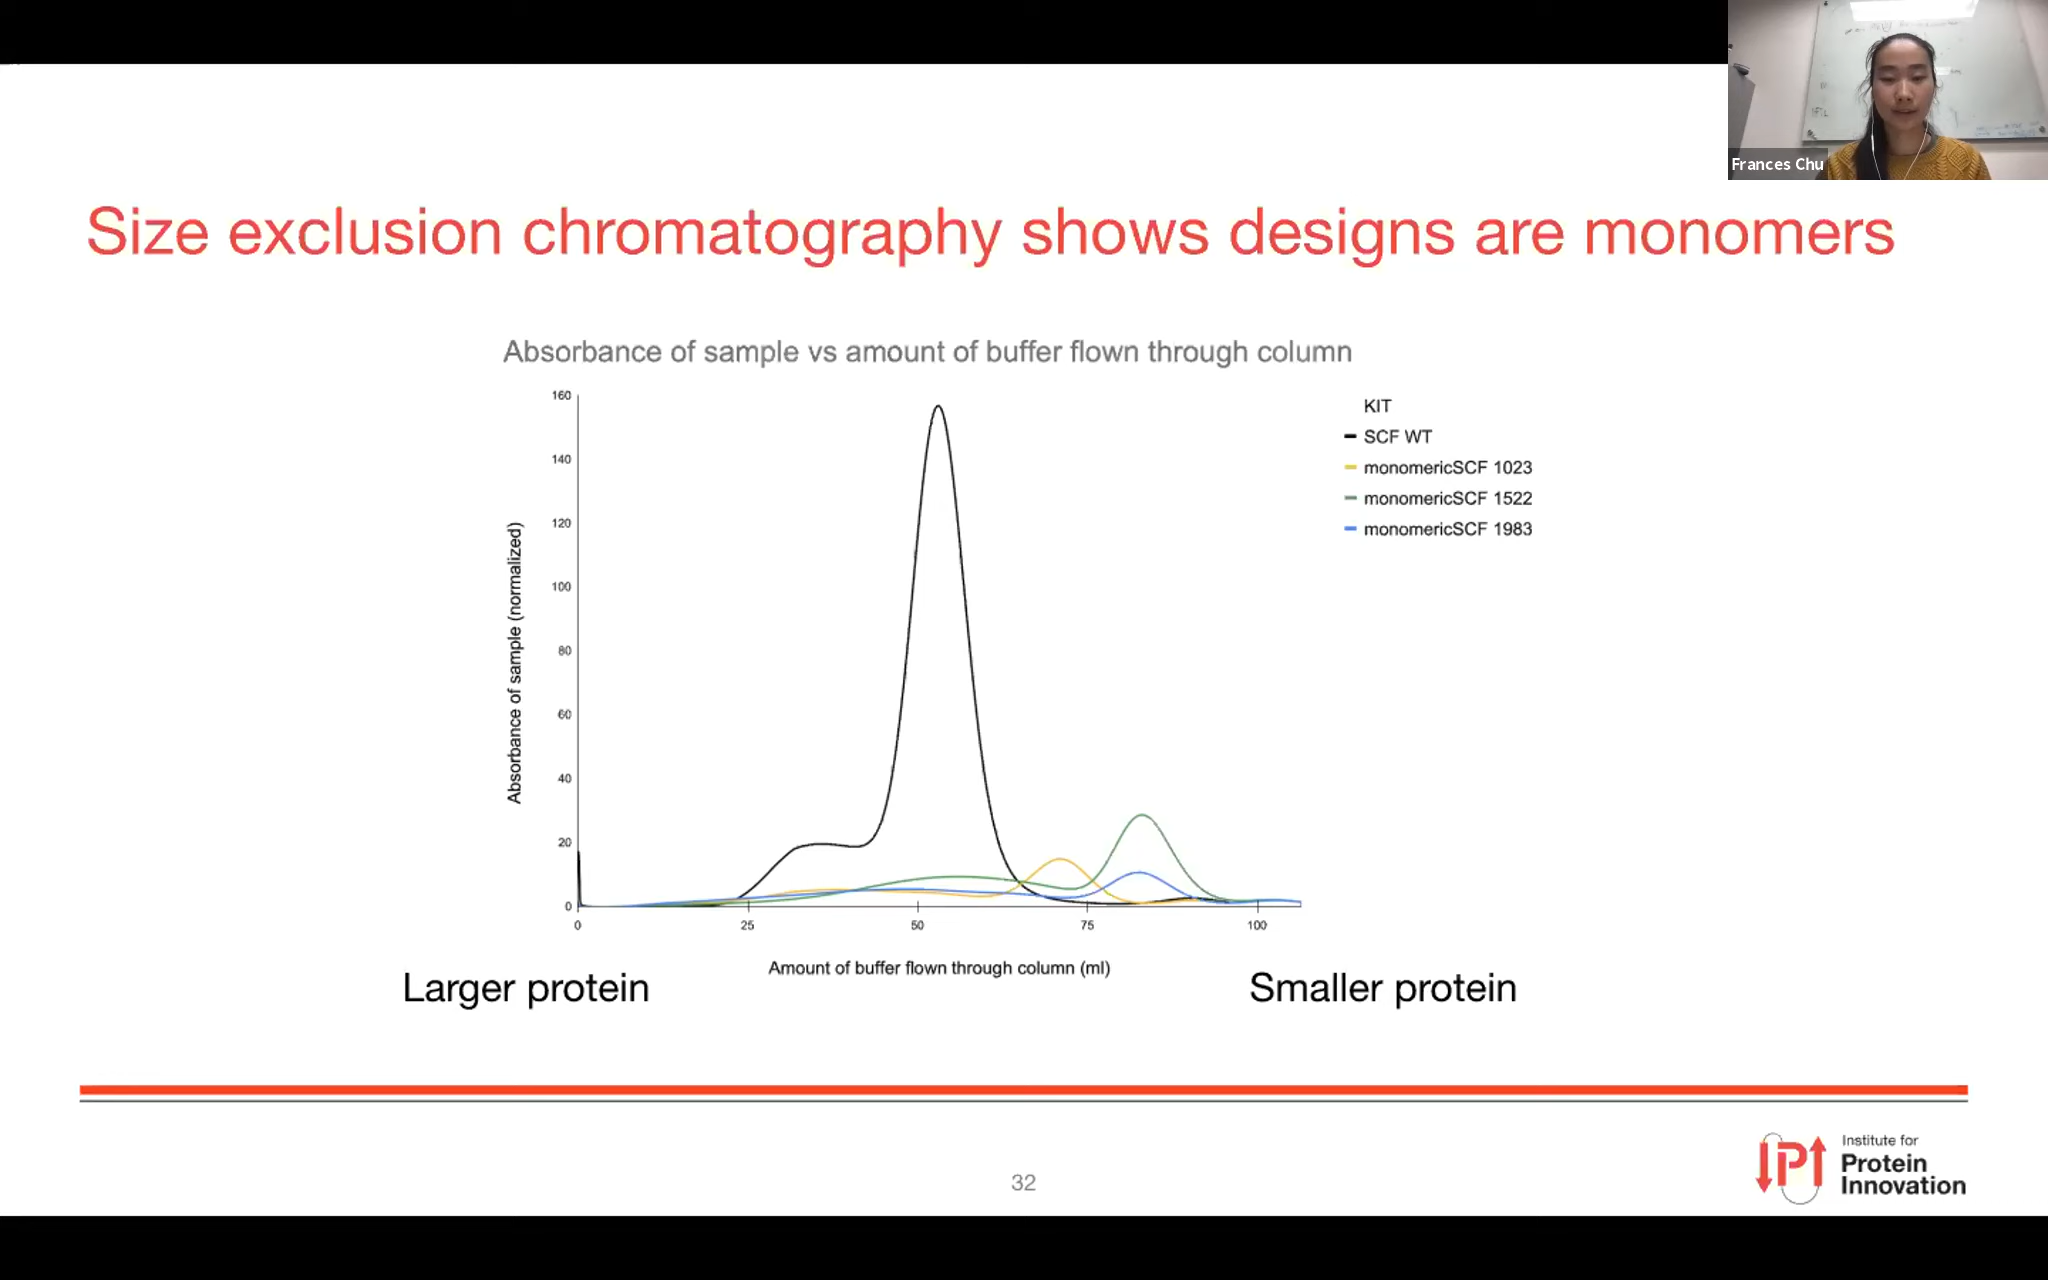 Frances Chu
Size exclusion chromatography shows designs are monomers
Absorbance of sample vs amount of buffer flown through column
160
140
120
100
80
60
40
20
0
Absorbance of sample (normalized)
0
25
50
75
100
Amount of buffer flown through column (ml)
KIT
SCF WT
monomericSCF 1023
monomericSCF 1522
monomericSCF 1983
Larger protein
Smaller protein
32
IPI
Institute for
Protein
Innovation